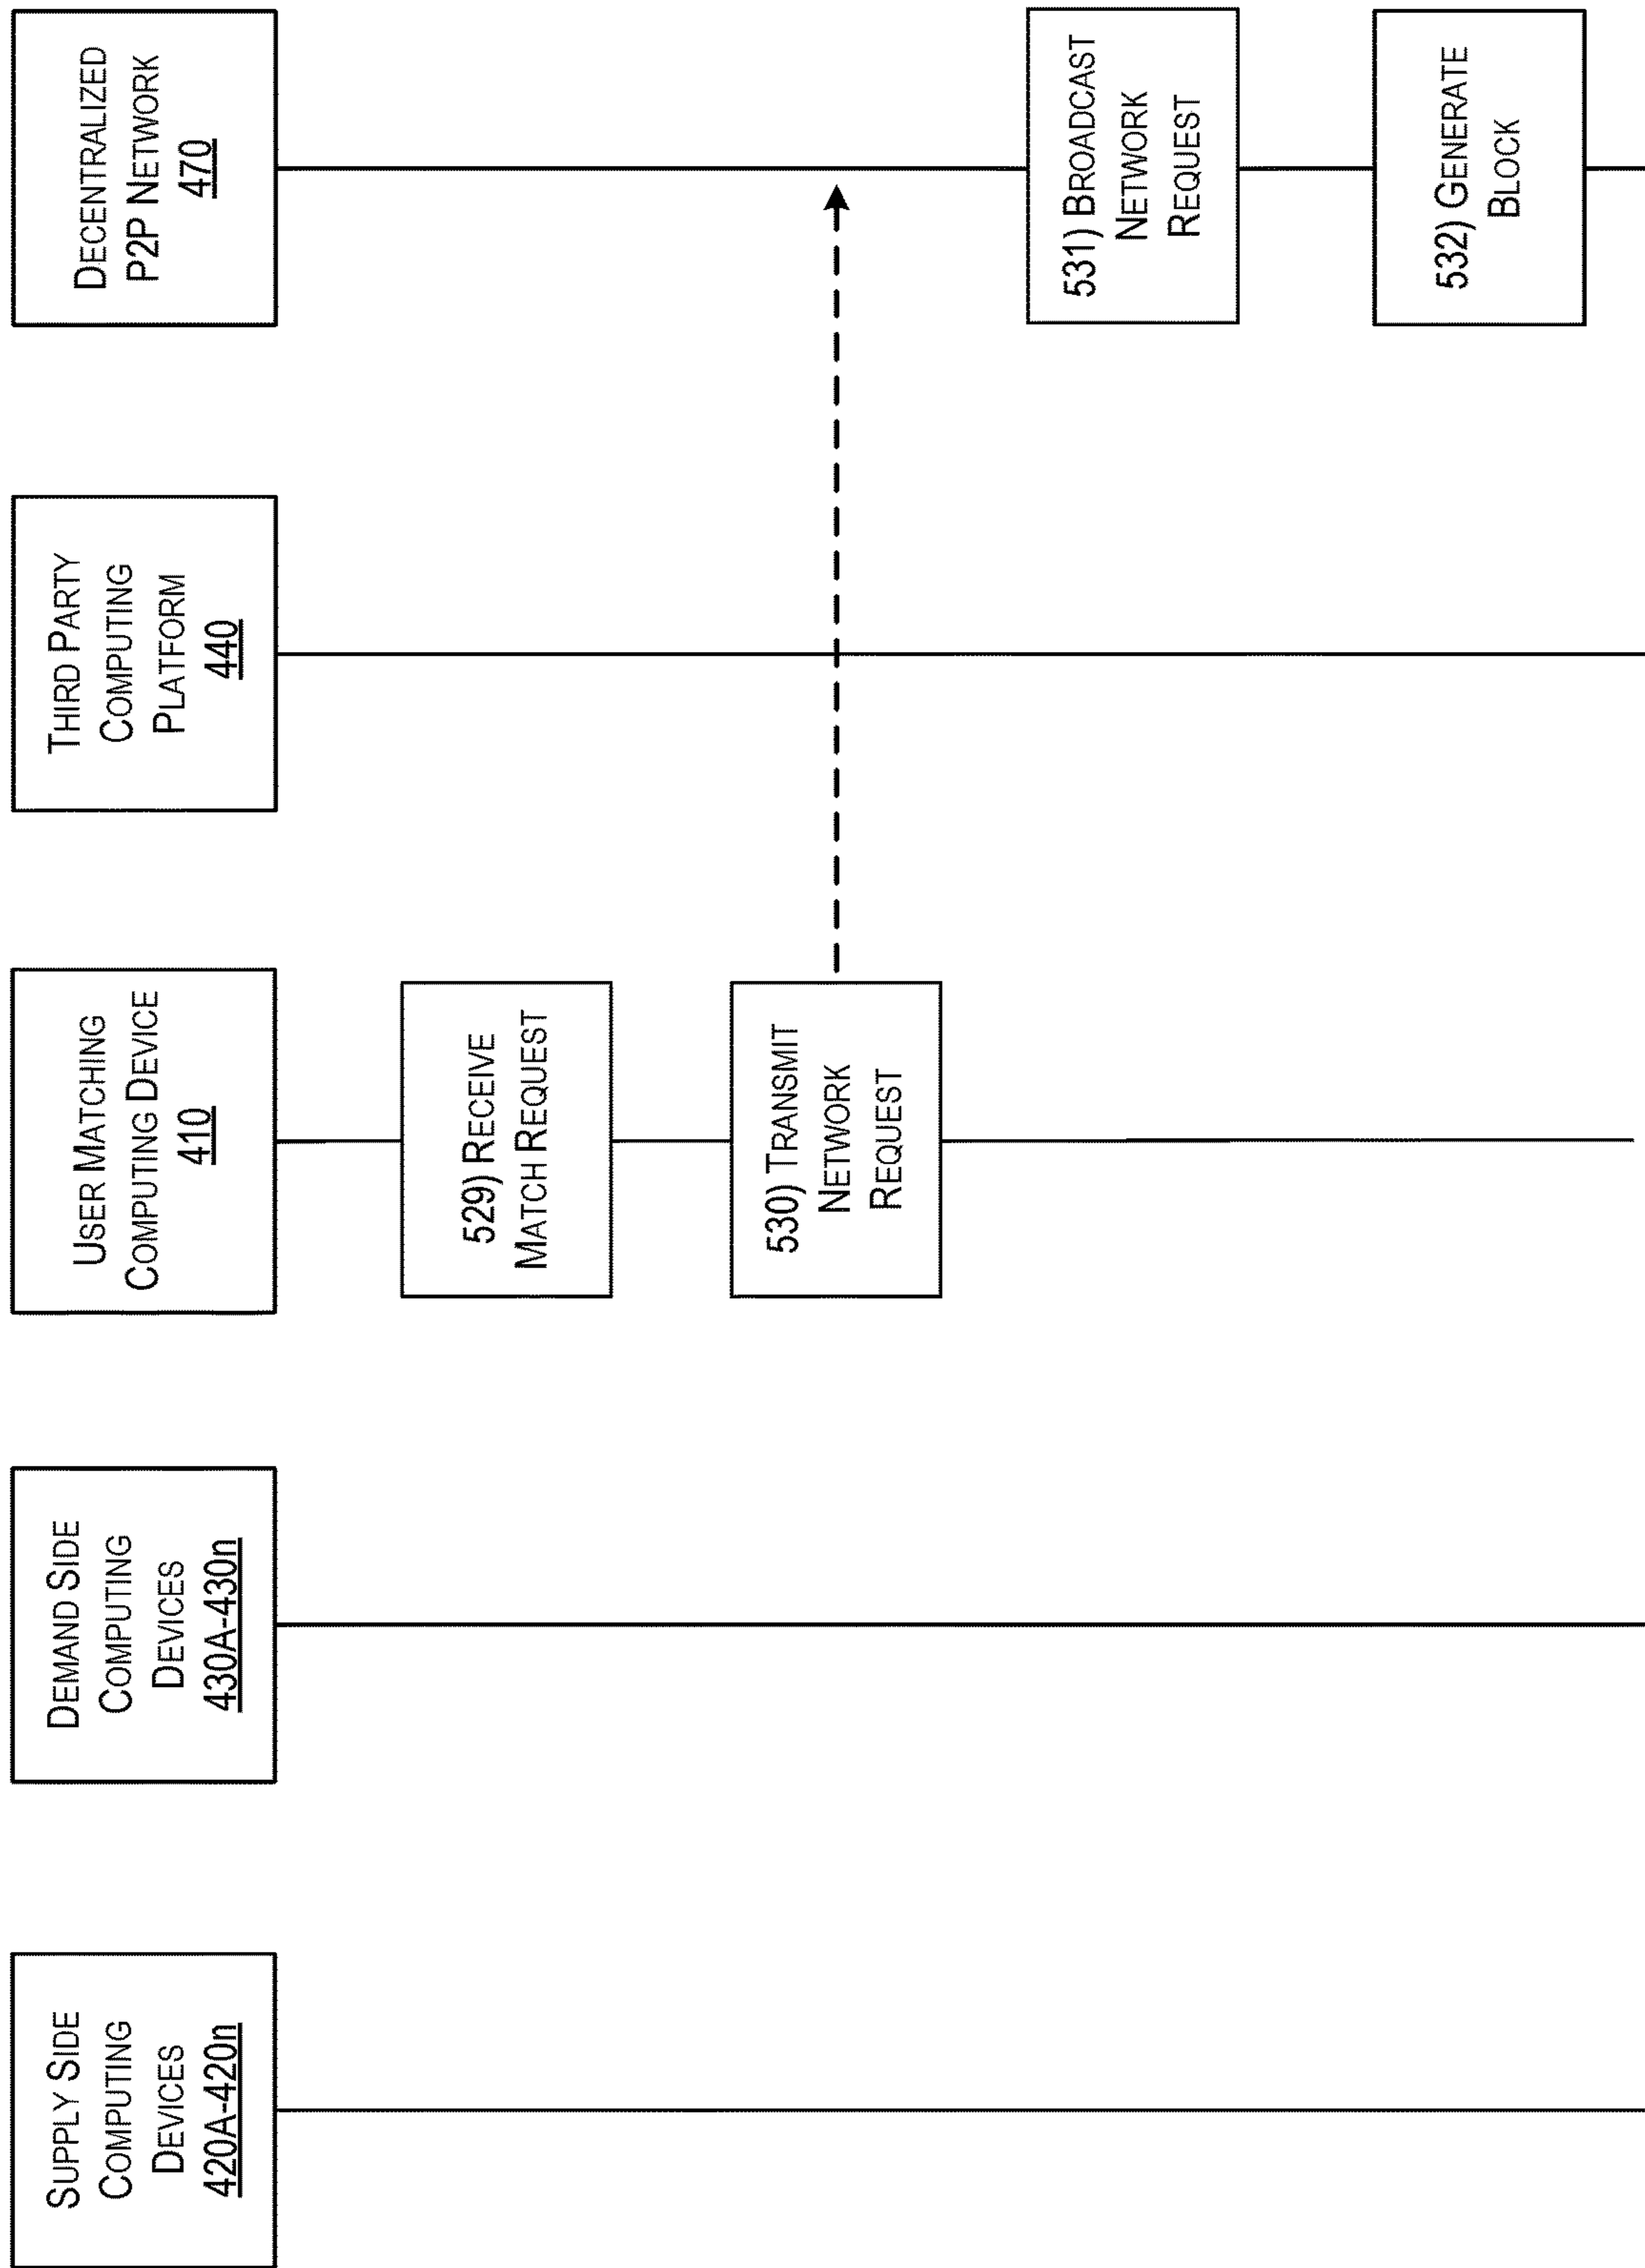 SUPPLY SIDE
COMPUTING
DEVICES
420A-420n
DEMAND SIDE
COMPUTING
DEVICES
430A-430n
USER MATCHING
COMPUTING DEVICE
410
THIRD PARTY
COMPUTING
PLATFORM
440
DECENTRALIZED
P2P NETWORK
470
529) RECEIVE
MATCH REQUEST
530) TRANSMIT
NETWORK
REQUEST
531) BROADCAST
NETWORK
REQUEST
532) GENERATE
BLOCK